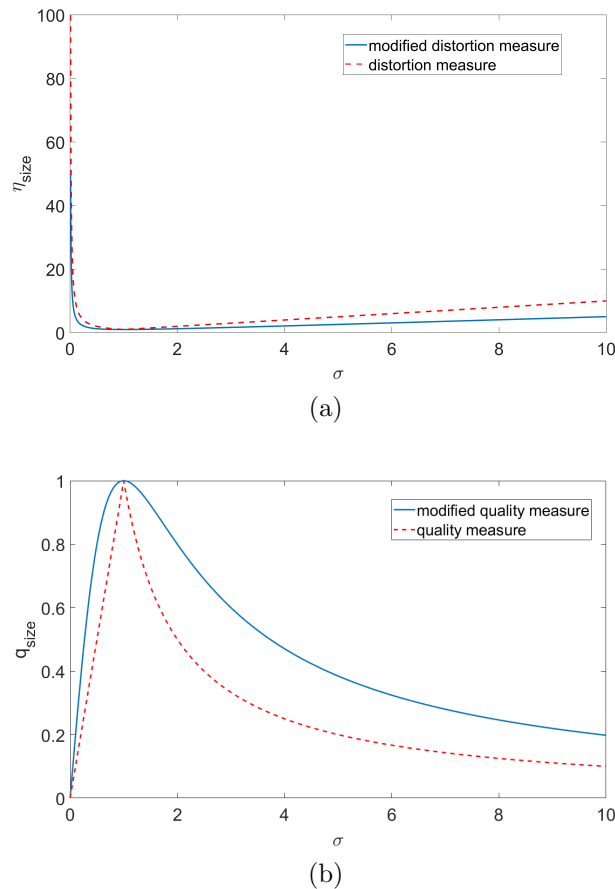 100
80
60
40
20
0
η_size
modified distortion measure
distortion measure
0 2 4 6 8 10
σ
(a)
1
0.8
0.6
0.4
0.2
0
q_size
modified quality measure
quality measure
0 2 4 6 8 10
σ
(b)